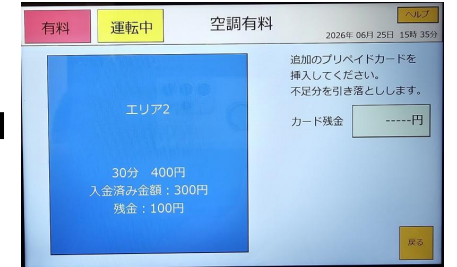 有料
運転中
空調有料
ヘルプ
2026年 06月 25日 15時 35分
追加のプリペイドカードを
挿入してください。
不足分を引き落としします。
エリア2
カード残金
-----円
30分 400円
入金済み金額：300円
残金：100円
戻る